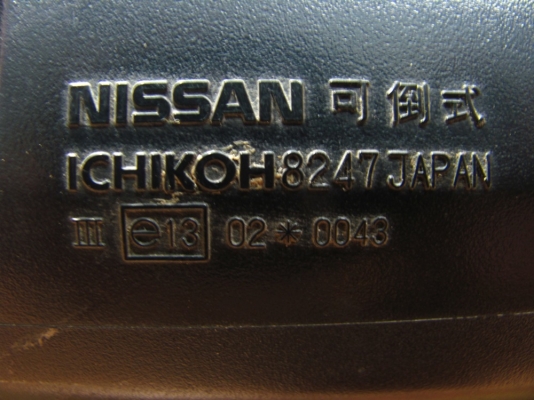 NISSAN 可倒式
ICHIKOH 8247 JAPAN
III e13 02*0043